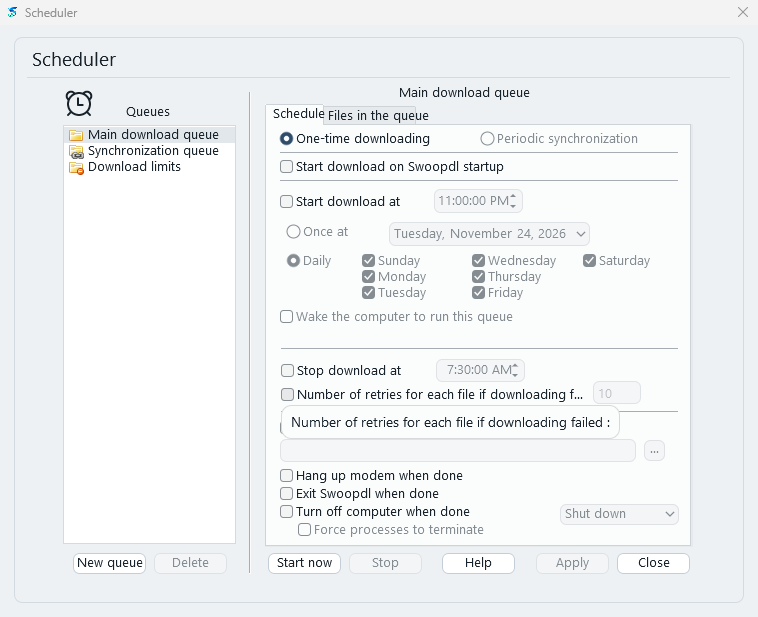 Scheduler
Scheduler
Queues
Main download queue
Synchronization queue
Download limits
New queue
Delete
Main download queue
Schedule
Files in the queue
One-time downloading
Periodic synchronization
Start download on Swoopdl startup
Start download at
11:00:00 PM
Once at
Tuesday, November 24, 2026
Daily
Sunday
Wednesday
Saturday
Monday
Thursday
Tuesday
Friday
Wake the computer to run this queue
Stop download at
7:30:00 AM
Number of retries for each file if downloading f...
10
Number of retries for each file if downloading failed :
...
Hang up modem when done
Exit Swoopdl when done
Turn off computer when done
Shut down
Force processes to terminate
Start now
Stop
Help
Apply
Close